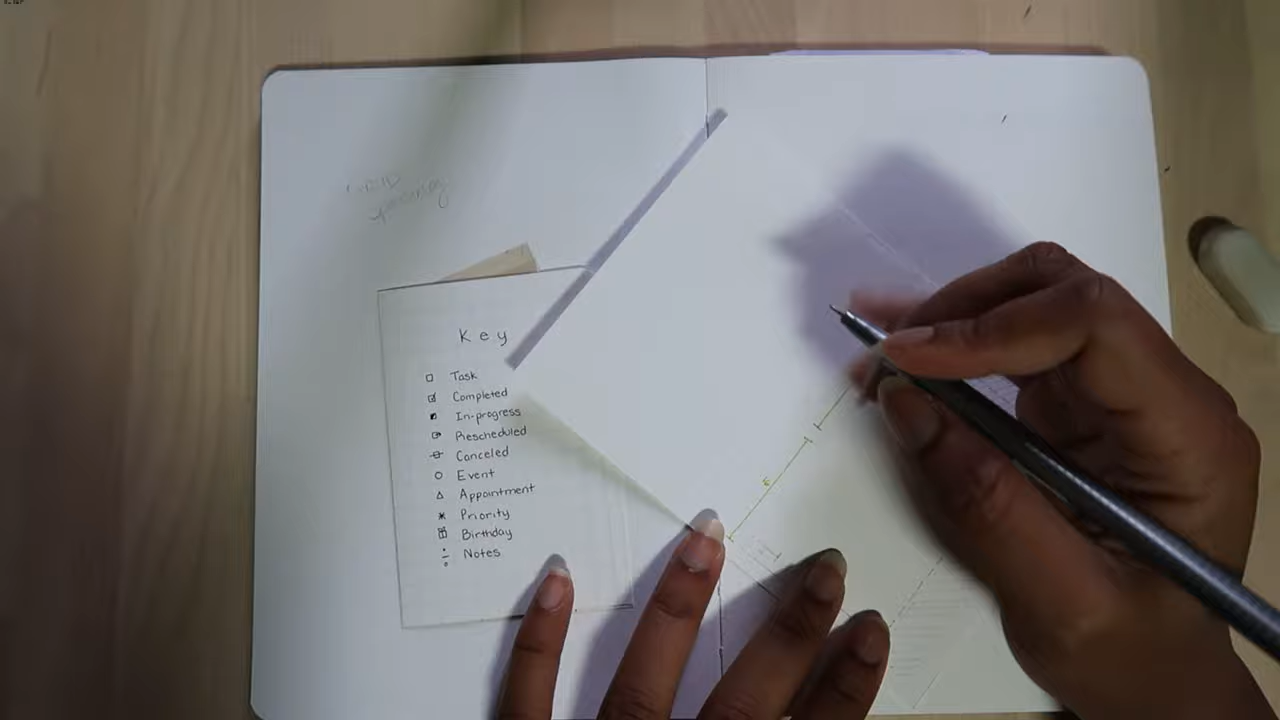 Key
Task
Completed
In-progress
Rescheduled
Canceled
Event
Appointment
Priority
Birthday
Notes